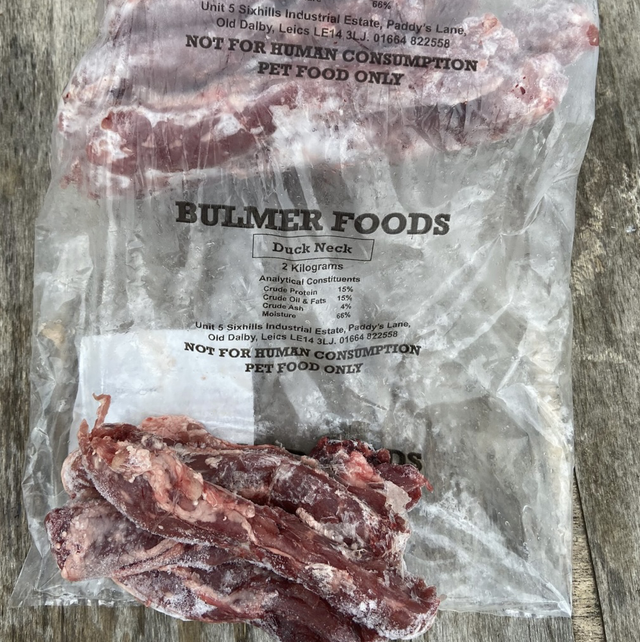 66%
Unit 5 Sixhills Industrial Estate, Paddy's Lane,
Old Dalby, Leics LE14 3LJ. 01664 822558
NOT FOR HUMAN CONSUMPTION
PET FOOD ONLY
BULMER FOODS
Duck Neck
2 Kilograms
Analytical Constituents
Crude Protein 15%
Crude Oil & Fats 15%
Crude Ash 4%
Moisture 66%
Unit 5 Sixhills Industrial Estate, Paddy's Lane,
Old Dalby, Leics LE14 3LJ. 01664 822558
NOT FOR HUMAN CONSUMPTION
PET FOOD ONLY